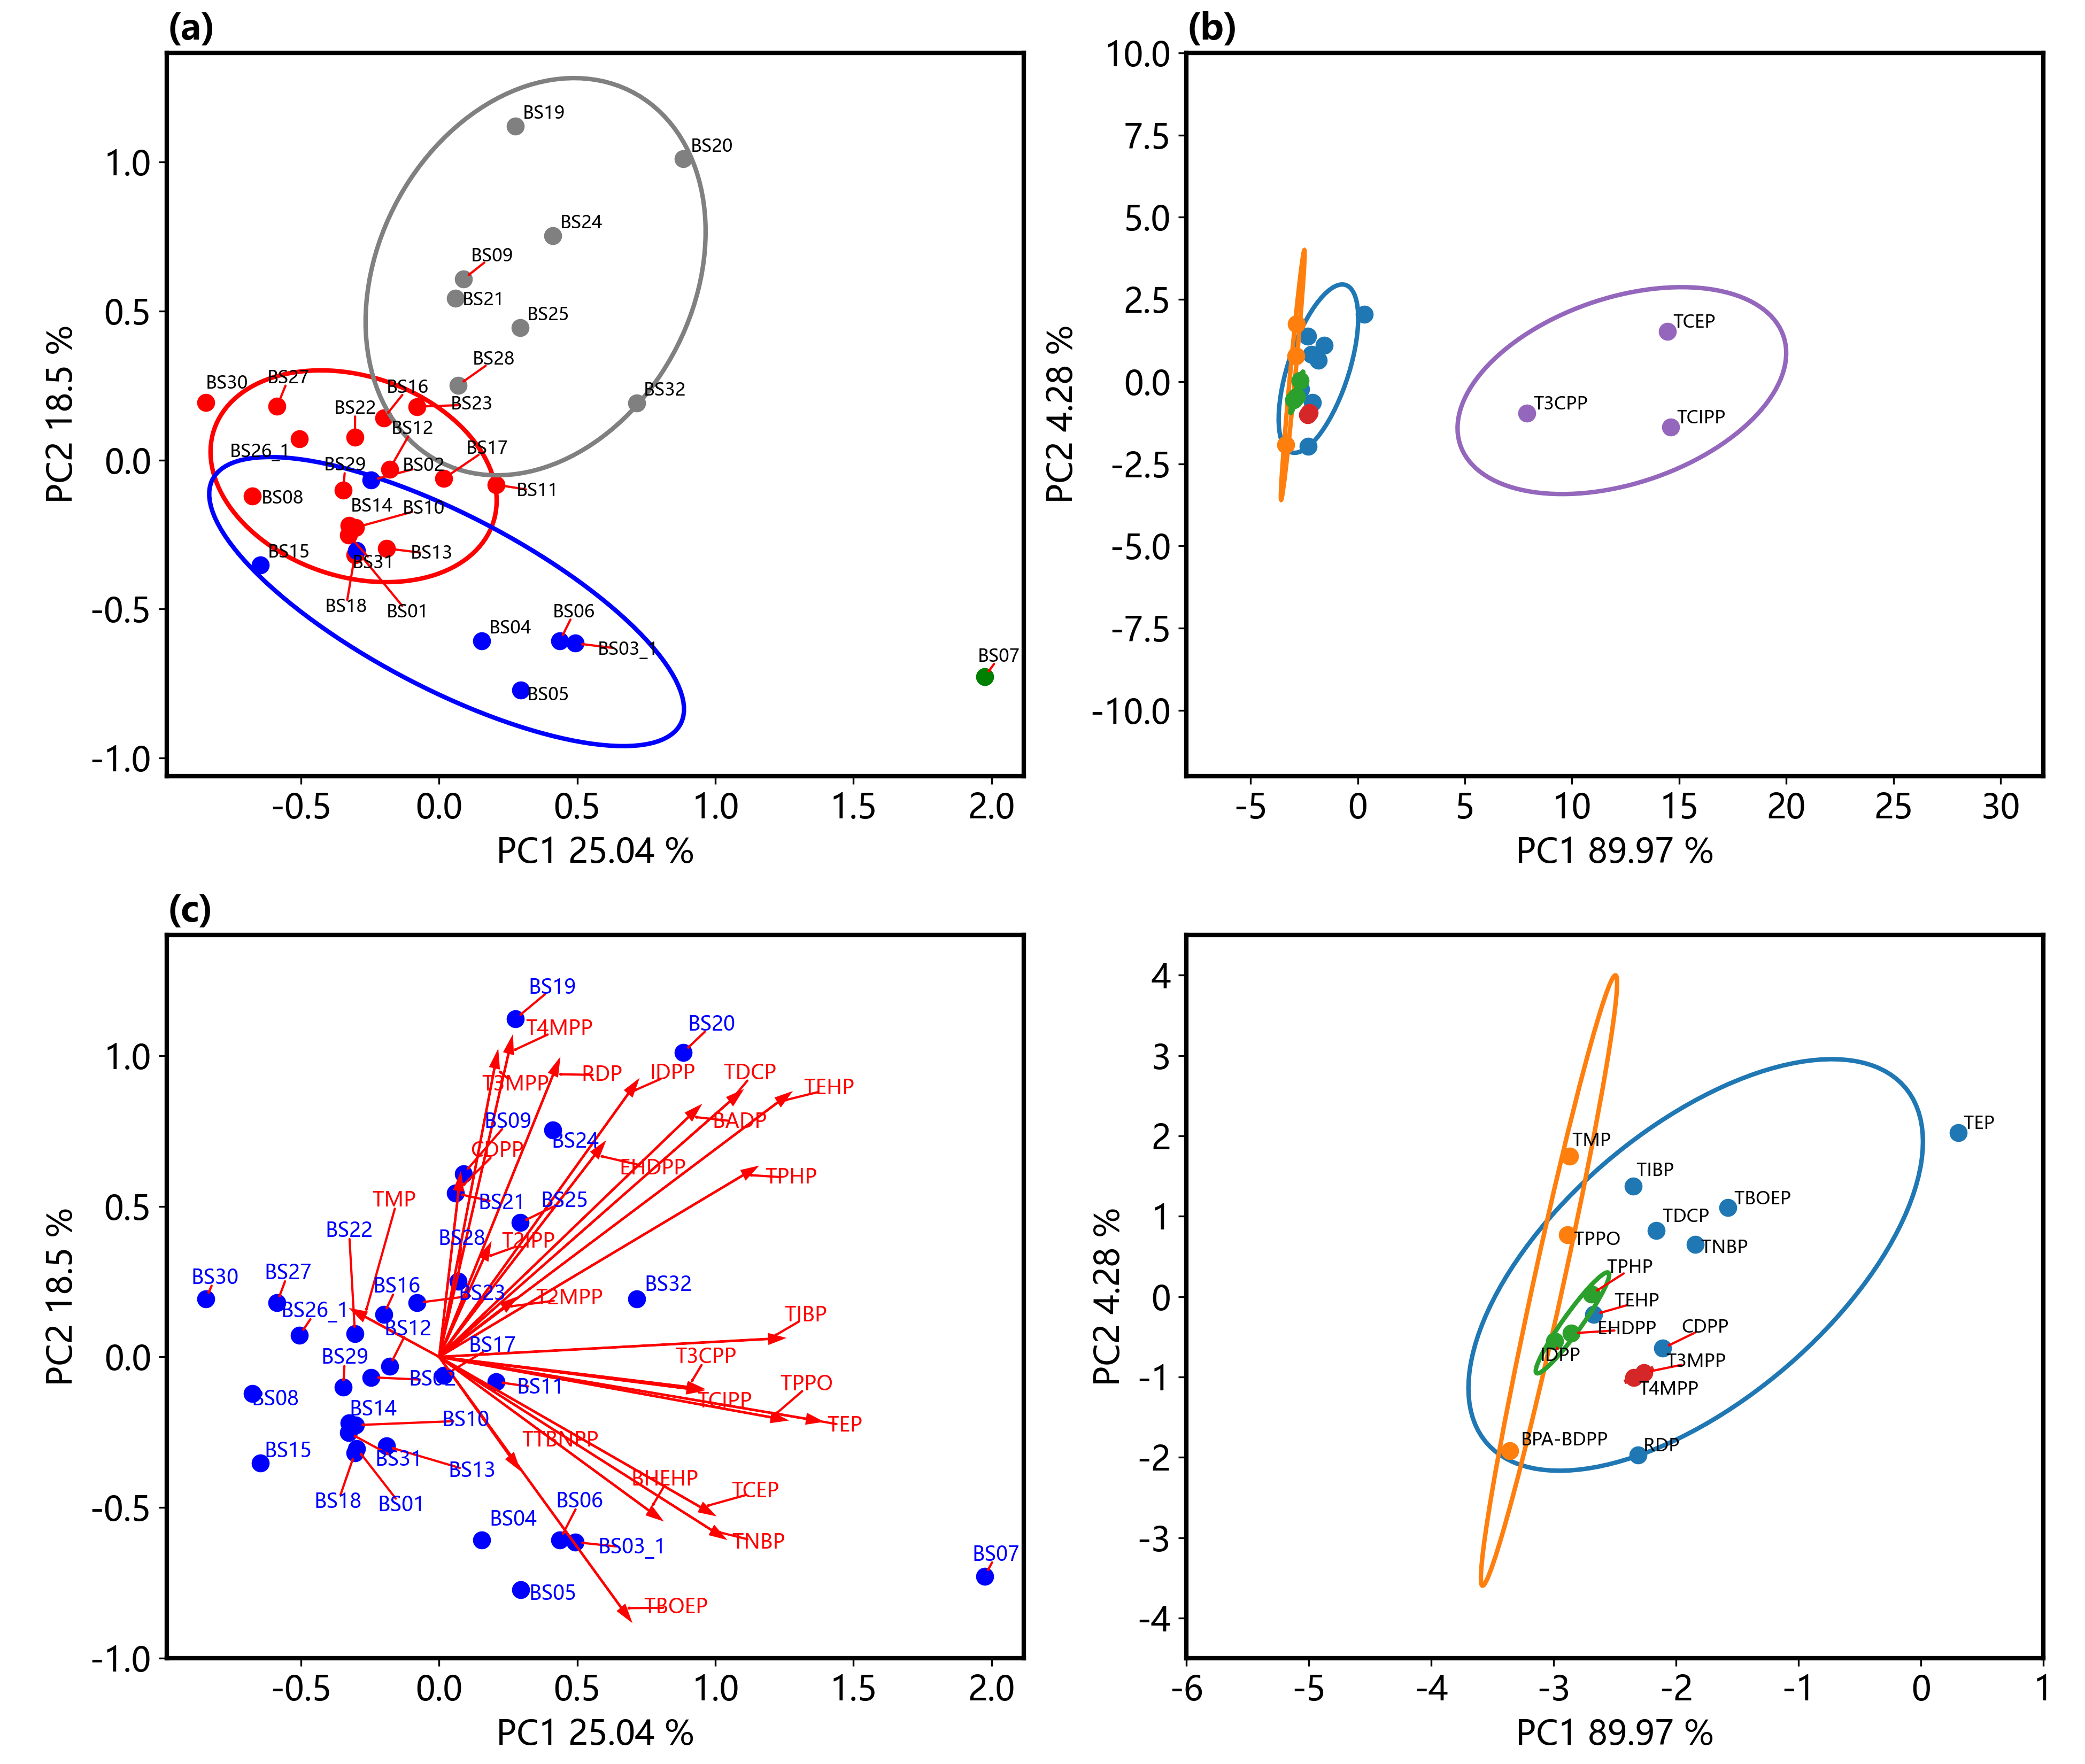 (a)
BS19
BS20
BS24
BS09
BS21
BS25
BS28
BS32
BS30
BS27
BS16
BS23
BS22
BS12
BS26_1
BS29
BS02
BS17
BS11
BS08
BS14
BS10
BS15
BS31
BS13
BS18
BS01
BS04
BS06
BS03_1
BS05
BS07
1.0
0.5
0.0
-0.5
-1.0
PC2 18.5 %
-0.5 0.0 0.5 1.0 1.5 2.0
PC1 25.04 %
(b)
10.0
7.5
5.0
2.5
0.0
-2.5
-5.0
-7.5
-10.0
PC2 4.28 %
TCEP
T3CPP
TCIPP
-5 0 5 10 15 20 25 30
PC1 89.97 %
(c)
BS19
T4MPP
BS20
T3MPP
RDP
IDPP
TDCP
TEHP
BS09
BS24
BADP
CDPP
EHDPP
TPHP
TMP
BS21
BS25
BS22
BS28
T2IPP
BS30
BS27
BS16
BS23
T2MPP
BS32
BS26_1
BS12
TIBP
BS29
BS17
T3CPP
BS08
BS02
BS11
TCIPP
TPPO
BS14
BS10
TEP
BS15
BS31
BS13
TTBNPP
BHEHP
TCEP
BS18
BS01
BS04
BS06
BS03_1
TNBP
BS07
BS05
TBOEP
1.0
0.5
0.0
-0.5
-1.0
PC2 18.5 %
-0.5 0.0 0.5 1.0 1.5 2.0
PC1 25.04 %
4
3
2
1
0
-1
-2
-3
-4
PC2 4.28 %
TEP
TMP
TIBP
TBOEP
TDCP
TPPO
TNBP
TPHP
TEHP
EHDPP
CDPP
IDPP
T3MPP
T4MPP
BPA-BDPP
RDP
-6 -5 -4 -3 -2 -1 0 1
PC1 89.97 %